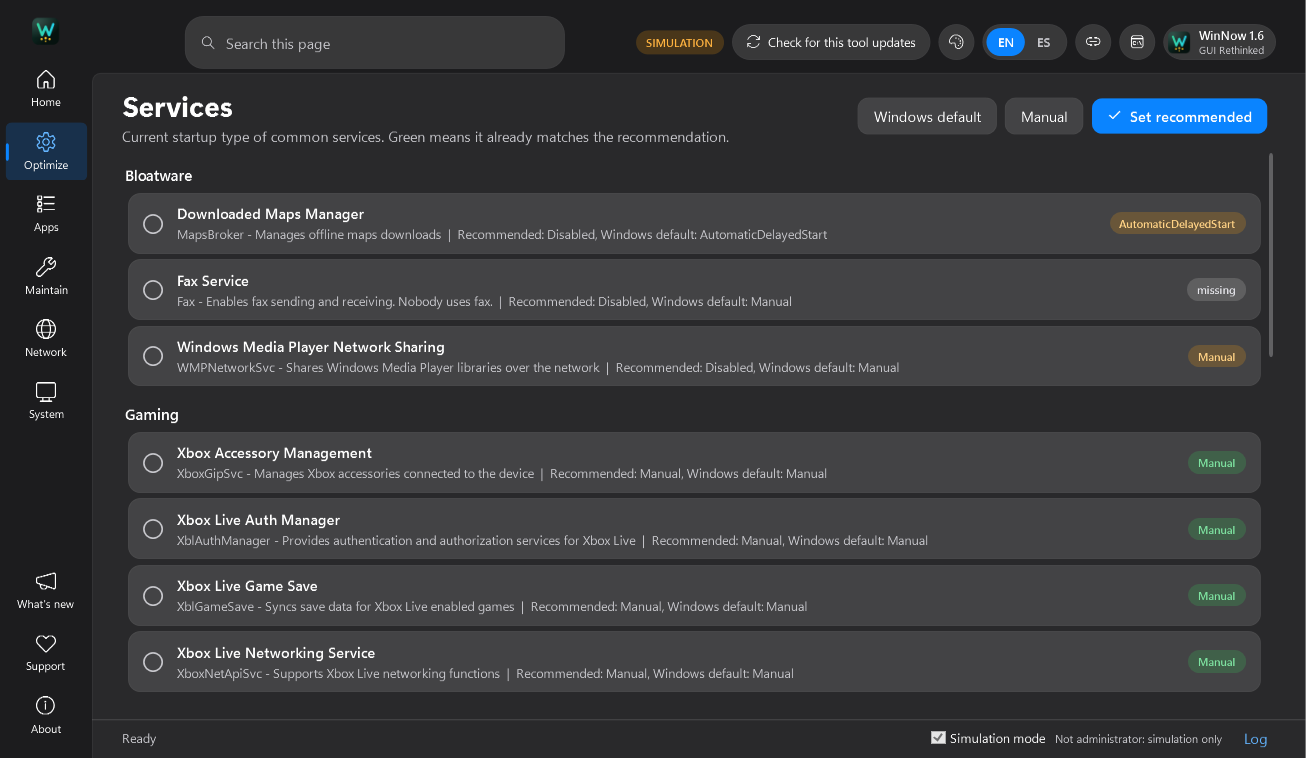 Search this page
SIMULATION
Check for this tool updates
EN
ES
WinNow 1.6
GUI Rethinked
Home
Optimize
Apps
Maintain
Network
System
What's new
Support
About
Services
Current startup type of common services. Green means it already matches the recommendation.
Windows default
Manual
Set recommended
Bloatware
Downloaded Maps Manager
MapsBroker - Manages offline maps downloads | Recommended: Disabled, Windows default: AutomaticDelayedStart
AutomaticDelayedStart
Fax Service
Fax - Enables fax sending and receiving. Nobody uses fax. | Recommended: Disabled, Windows default: Manual
missing
Windows Media Player Network Sharing
WMPNetworkSvc - Shares Windows Media Player libraries over the network | Recommended: Disabled, Windows default: Manual
Manual
Gaming
Xbox Accessory Management
XboxGipSvc - Manages Xbox accessories connected to the device | Recommended: Manual, Windows default: Manual
Manual
Xbox Live Auth Manager
XblAuthManager - Provides authentication and authorization services for Xbox Live | Recommended: Manual, Windows default: Manual
Manual
Xbox Live Game Save
XblGameSave - Syncs save data for Xbox Live enabled games | Recommended: Manual, Windows default: Manual
Manual
Xbox Live Networking Service
XboxNetApiSvc - Supports Xbox Live networking functions | Recommended: Manual, Windows default: Manual
Manual
Ready
Simulation mode
Not administrator: simulation only
Log